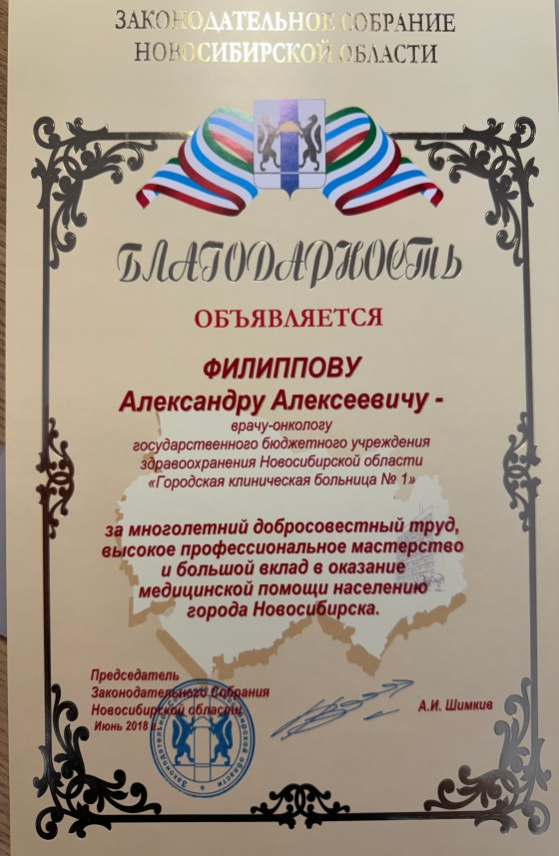 ЗАКОНОДАТЕЛЬНОЕ СОБРАНИЕ
НОВОСИБИРСКОЙ ОБЛАСТИ
БЛАГОДАРНОСТЬ
ОБЪЯВЛЯЕТСЯ
ФИЛИППОВУ
Александру Алексеевичу -
врачу-онкологу
государственного бюджетного учреждения
здравоохранения Новосибирской области
«Городская клиническая больница № 1»
за многолетний добросовестный труд,
высокое профессиональное мастерство
и большой вклад в оказание
медицинской помощи населению
города Новосибирска.
Председатель
Законодательного Собрания
Новосибирской области
Июнь 2018 г.
А.И. Шимкив